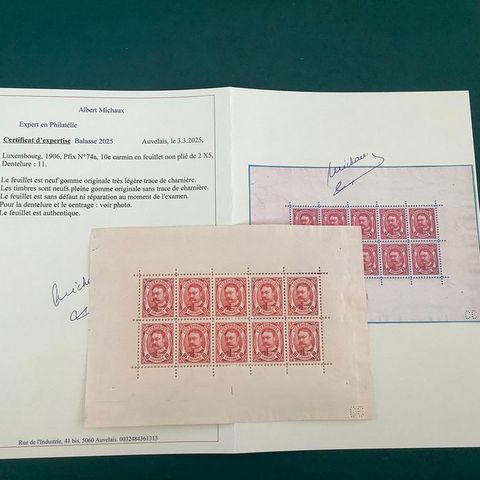 Albert Michaux
Expert en Philatélie
Certificat d'expertise Balasse 2025 Auvelais, le 3.3.2025,
Luxembourg, 1906, Pfix N°74a, 10c carmin en feuillet non plié de 2 X5,
Dentelure : 11.
Le feuillet est neuf gomme originale très légère trace de charnière.
Les timbres sont neufs pleine gomme originale sans trace de charnière.
Le feuillet est sans défaut ni réparation au moment de l'examen.
Pour la dentelure et le centrage : voir photo.
Le feuillet est authentique.
Michaux
CC
CC
Rue de l'Industrie, 41 bis, 5060 Auvelais. 0032484361313